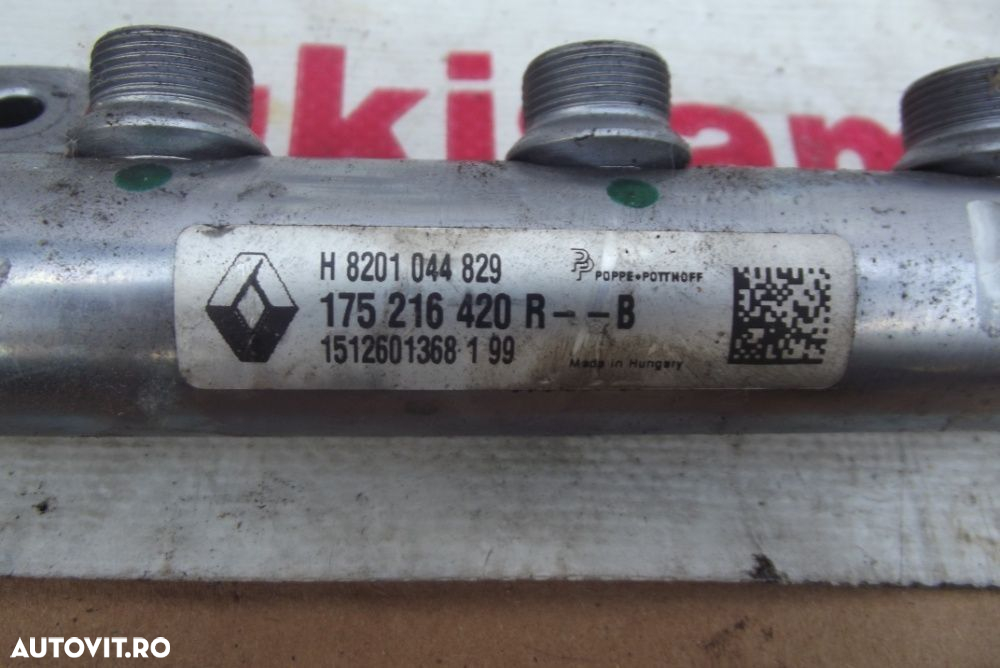 H 8201 044 829
POPPE+POTTHOFF
175 216 420 R---B
1512601368 1 99
Made in Hungary
AUTOVIT.RO